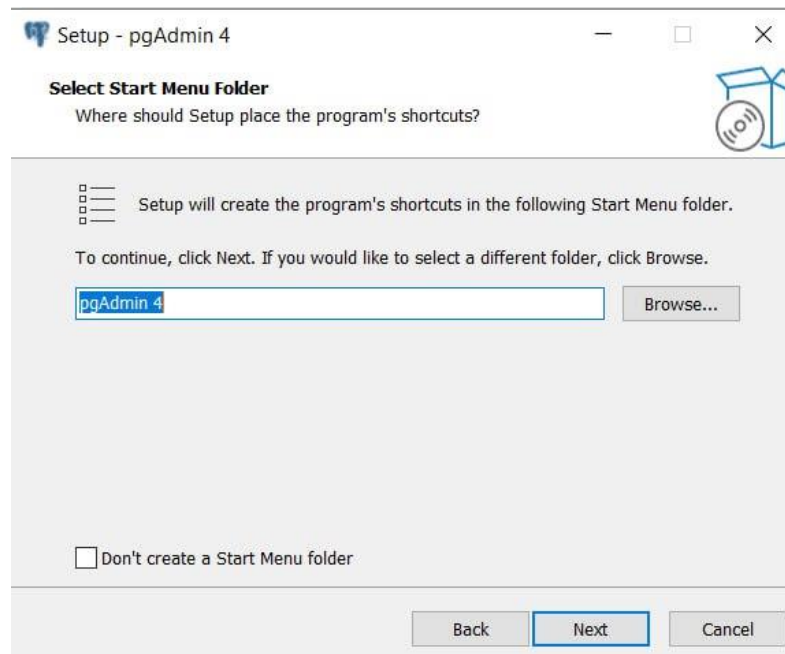 Setup - pgAdmin 4
Select Start Menu Folder
Where should Setup place the program's shortcuts?
Setup will create the program's shortcuts in the following Start Menu folder.
To continue, click Next. If you would like to select a different folder, click Browse.
pgAdmin 4
Browse...
Don't create a Start Menu folder
Back
Next
Cancel